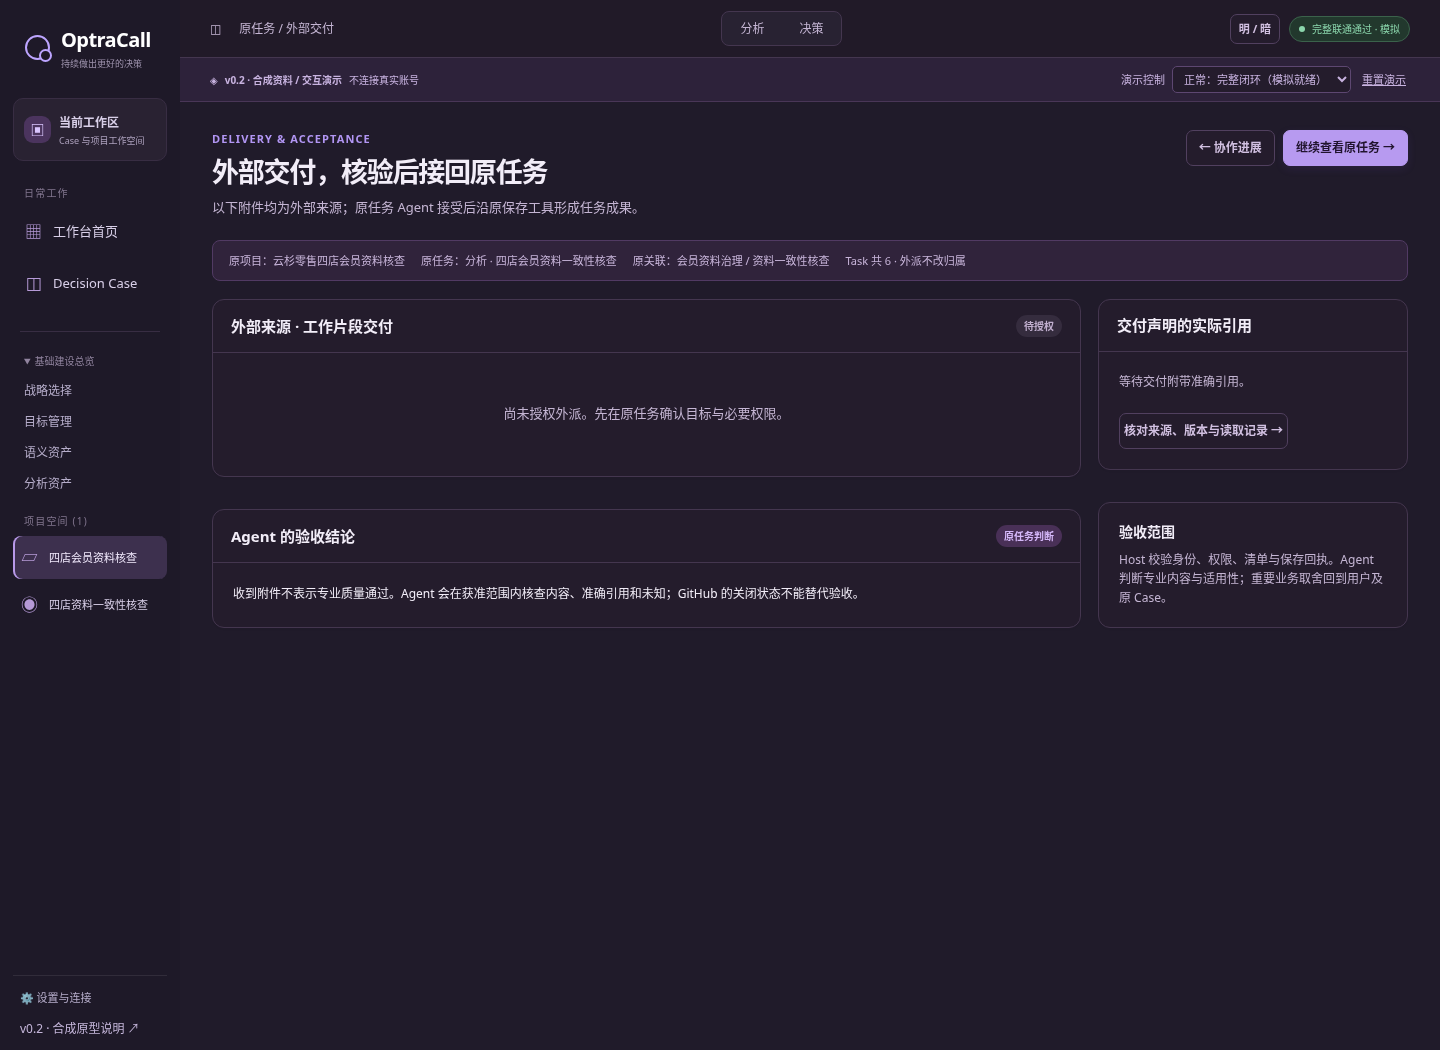 OptraCall
持续做出更好的决策
当前工作区
Case 与项目工作空间
日常工作
工作台首页
Decision Case
▼ 基础建设总览
战略选择
目标管理
语义资产
分析资产
项目空间 (1)
四店会员资料核查
四店资料一致性核查
设置与连接
v0.2 · 合成原型说明 ↗
原任务 / 外部交付
分析
决策
明 / 暗
完整联通通过 · 模拟
v0.2 · 合成资料 / 交互演示 不连接真实账号
演示控制
正常：完整闭环（模拟就绪）
重置演示
DELIVERY & ACCEPTANCE
外部交付，核验后接回原任务
以下附件均为外部来源；原任务 Agent 接受后沿原保存工具形成任务成果。
← 协作进展
继续查看原任务 →
原项目：云杉零售四店会员资料核查 原任务：分析 · 四店会员资料一致性核查 原关联：会员资料治理 / 资料一致性核查 Task 共 6 · 外派不改归属
外部来源 · 工作片段交付
待授权
尚未授权外派。先在原任务确认目标与必要权限。
交付声明的实际引用
等待交付附带准确引用。
核对来源、版本与读取记录 →
Agent 的验收结论
原任务判断
收到附件不表示专业质量通过。Agent 会在获准范围内核查内容、准确引用和未知；GitHub 的关闭状态不能替代验收。
验收范围
Host 校验身份、权限、清单与保存回执。Agent
判断专业内容与适用性；重要业务取舍回到用户及
原 Case。